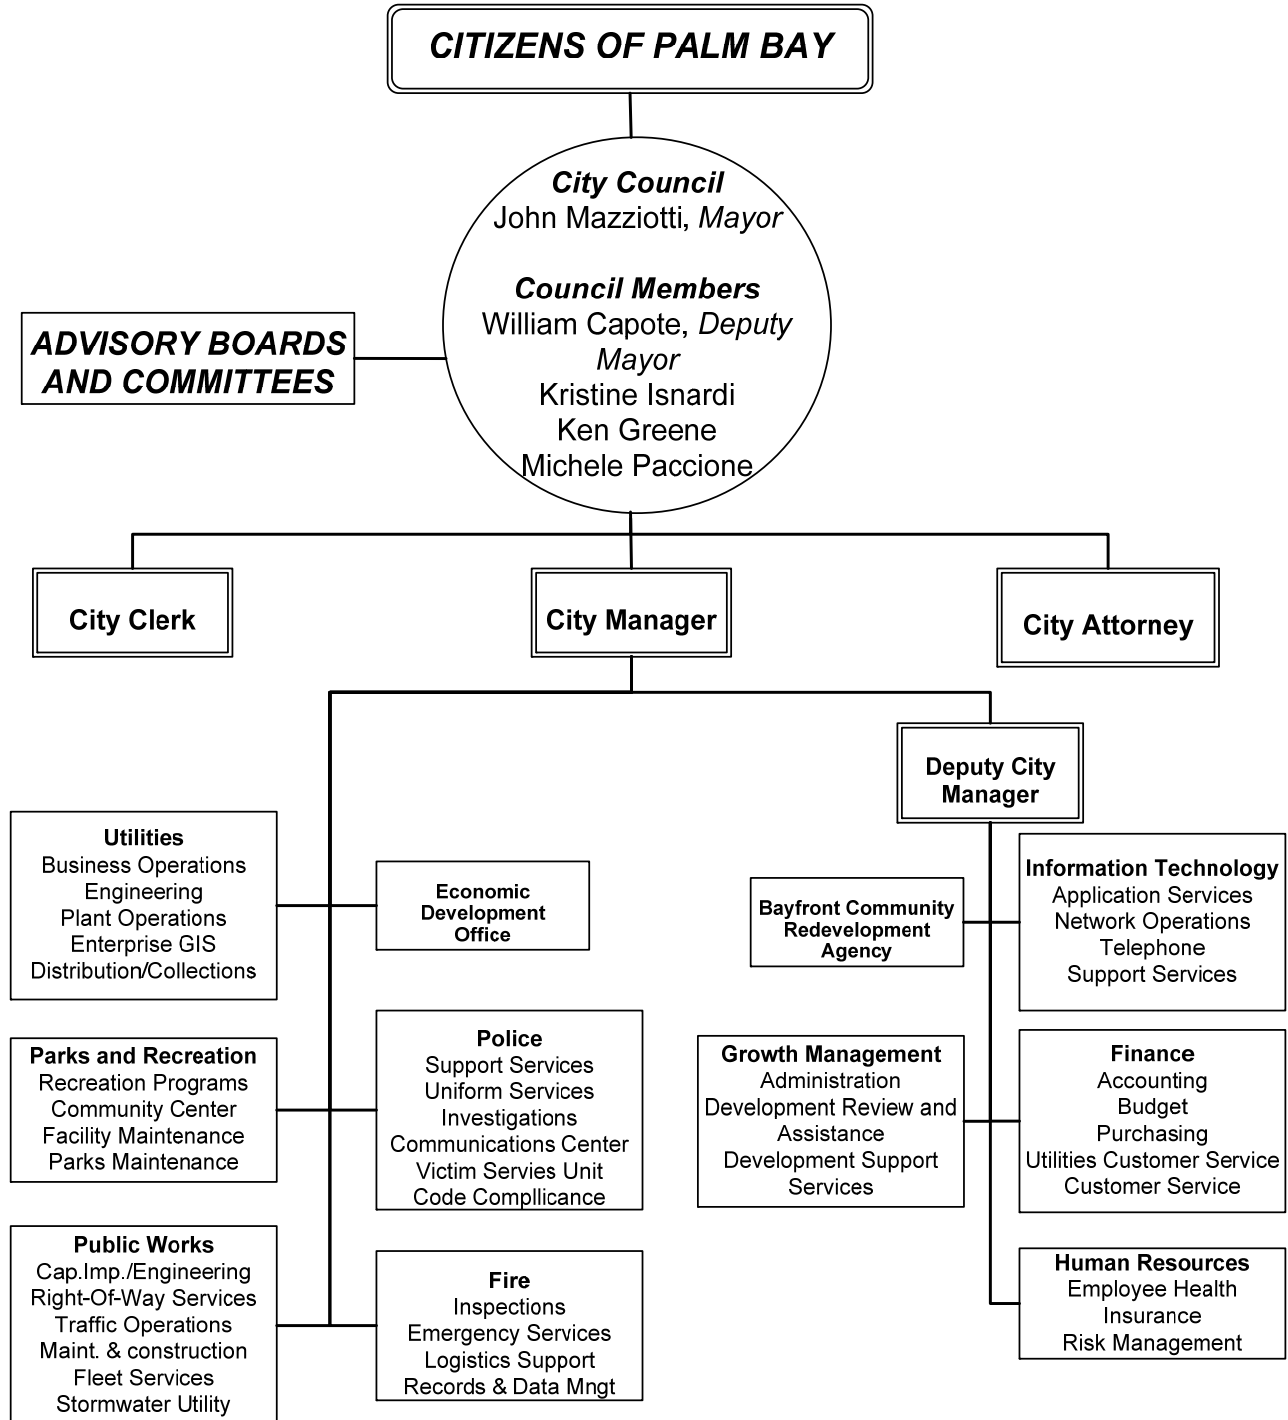 CITIZENS OF PALM BAY
City Council
John Mazziotti, Mayor
Council Members
William Capote, Deputy
Mayor
Kristine Isnardi
Ken Greene
Michele Paccione
ADVISORY BOARDS
AND COMMITTEES
City Clerk
City Manager
City Attorney
Deputy City
Manager
Utilities
Business Operations
Engineering
Plant Operations
Enterprise GIS
Distribution/Collections
Economic
Development
Office
Bayfront Community
Redevelopment
Agency
Information Technology
Application Services
Network Operations
Telephone
Support Services
Parks and Recreation
Recreation Programs
Community Center
Facility Maintenance
Parks Maintenance
Police
Support Services
Uniform Services
Investigations
Communications Center
Victim Servies Unit
Code Compllicance
Growth Management
Administration
Development Review and
Assistance
Development Support
Services
Finance
Accounting
Budget
Purchasing
Utilities Customer Service
Customer Service
Public Works
Cap.Imp./Engineering
Right-Of-Way Services
Traffic Operations
Maint. & construction
Fleet Services
Stormwater Utility
Fire
Inspections
Emergency Services
Logistics Support
Records & Data Mngt
Human Resources
Employee Health
Insurance
Risk Management